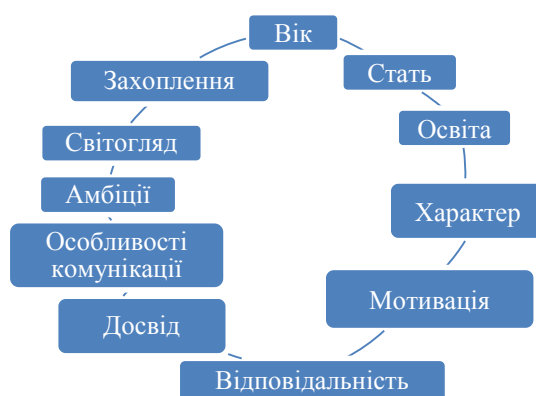 Вік
Стать
Освіта
Характер
Мотивація
Відповідальність
Досвід
Особливості
комунікації
Амбіції
Світогляд
Захоплення